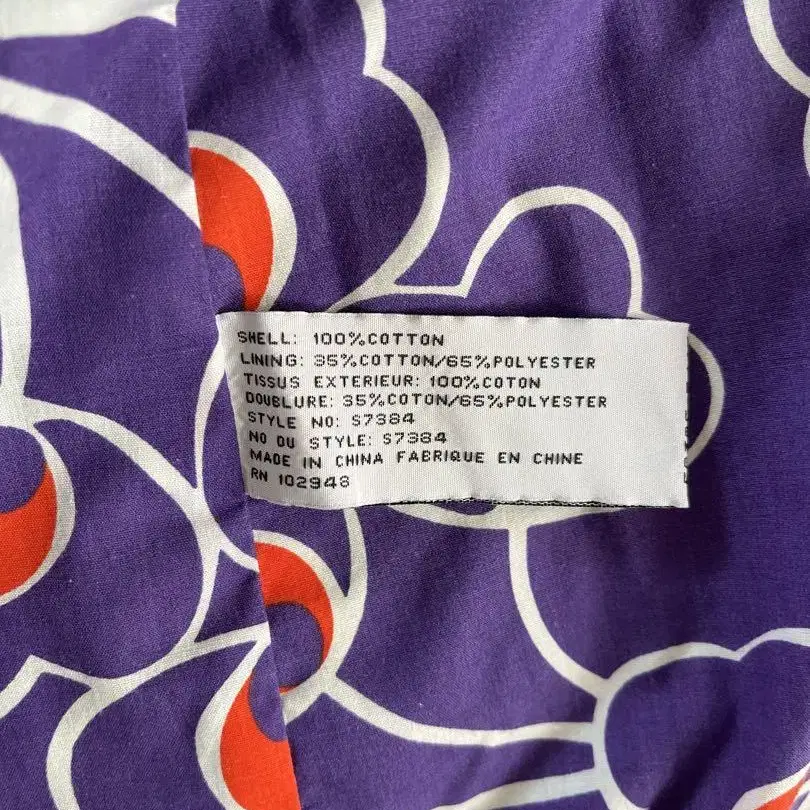 SHELL: 100%COTTON
LINING: 35%COTTON/65%POLYESTER
TISSUS EXTERIEUR: 100%COTON
DOUBLURE: 35%COTON/65%POLYESTER
STYLE NO: S7384
NO DU STYLE: S7384
MADE IN CHINA FABRIQUE EN CHINE
RN 102948